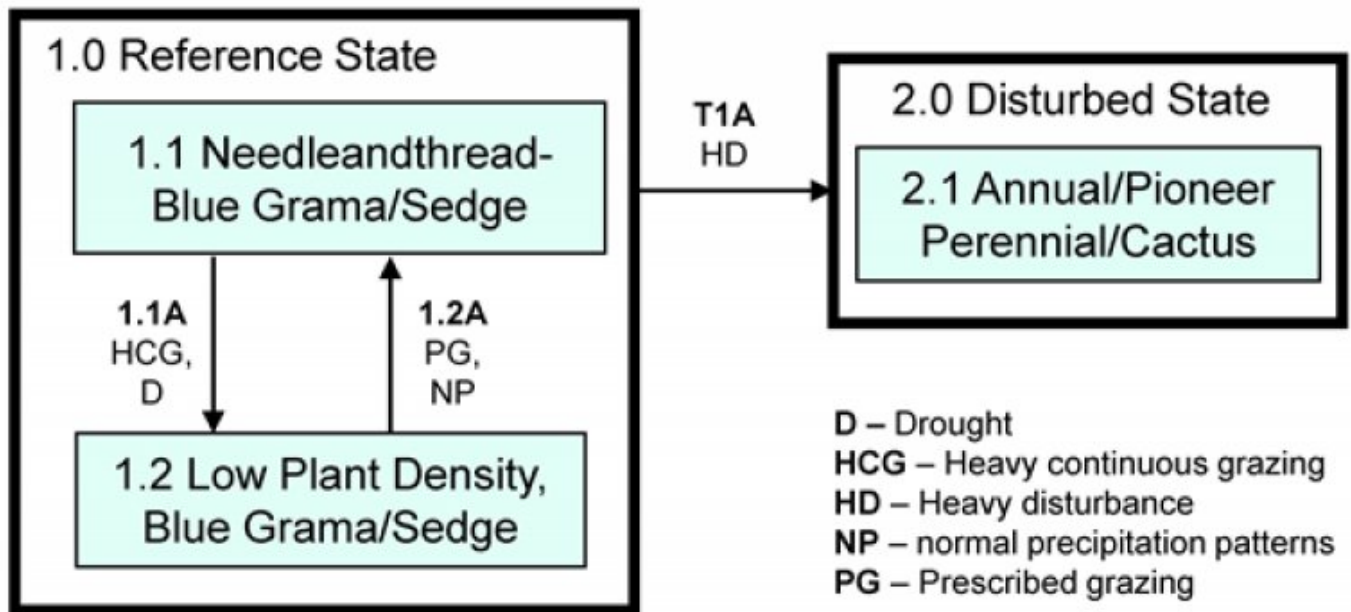 1.0 Reference State
1.1 Needleandthread-
Blue Grama/Sedge
1.1A
HCG,
D
1.2A
PG,
NP
1.2 Low Plant Density,
Blue Grama/Sedge
T1A
HD
2.0 Disturbed State
2.1 Annual/Pioneer
Perennial/Cactus
D – Drought
HCG – Heavy continuous grazing
HD – Heavy disturbance
NP – normal precipitation patterns
PG – Prescribed grazing